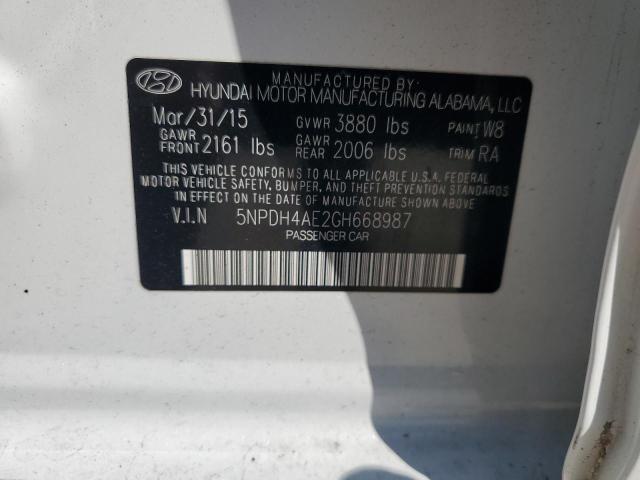 MANUFACTURED BY:
HYUNDAI MOTOR MANUFACTURING ALABAMA, LLC
Mar/31/15 GVWR 3880 lbs PAINT W8
GAWR FRONT 2161 lbs GAWR REAR 2006 lbs TRIM RA
THIS VEHICLE CONFORMS TO ALL APPLICABLE U.S.A. FEDERAL
MOTOR VEHICLE SAFETY, BUMPER, AND THEFT PREVENTION STANDARDS
IN EFFECT ON THE DATE OF MANUFACTURE SHOWN ABOVE.
V.I.N 5NPDH4AE2GH668987
PASSENGER CAR